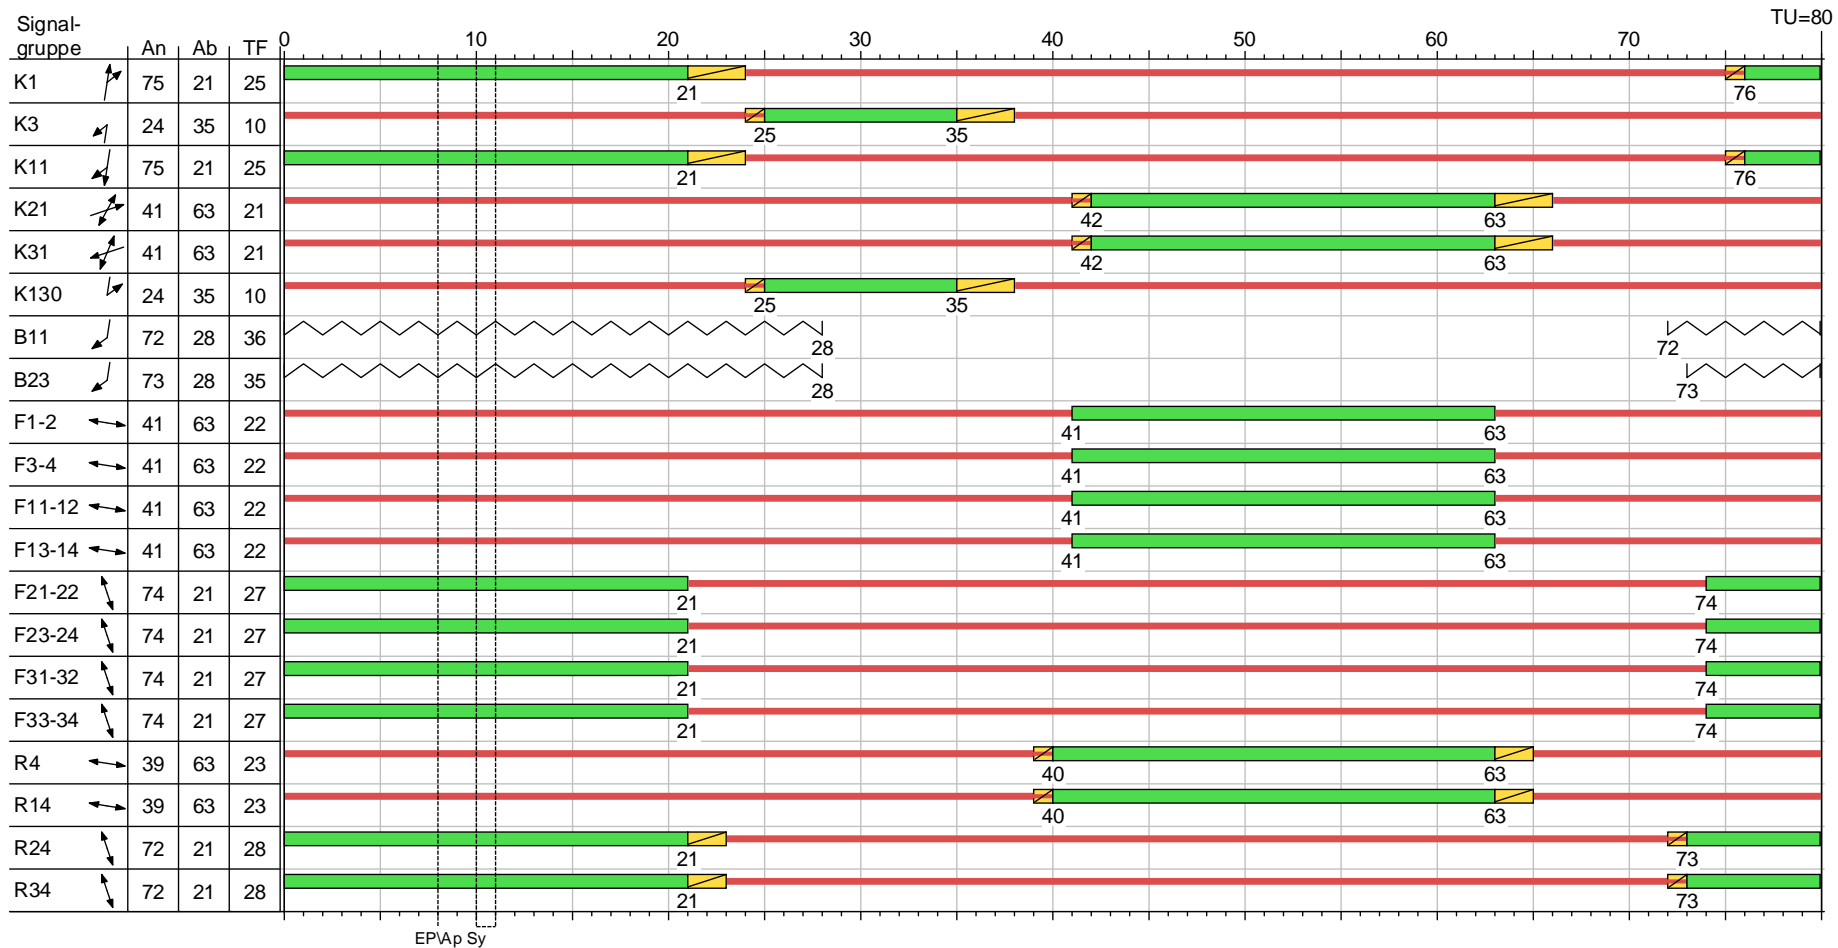 TU=80
Signal-
gruppe An Ab TF 0 10 20 30 40 50 60 70
K1 75 21 25
21 76
K3 24 35 10
25 35
K11 75 21 25
21 76
K21 41 63 21
42 63
K31 41 63 21
42 63
K130 24 35 10
25 35
B11 72 28 36
28 72
B23 73 28 35
28 73
F1-2 41 63 22
41 63
F3-4 41 63 22
41 63
F11-12 41 63 22
41 63
F13-14 41 63 22
41 63
F21-22 74 21 27
21 74
F23-24 74 21 27
21 74
F31-32 74 21 27
21 74
F33-34 74 21 27
21 74
R4 39 63 23
40 63
R14 39 63 23
40 63
R24 72 21 28
21 73
R34 72 21 28
21 73
EP\Ap Sy